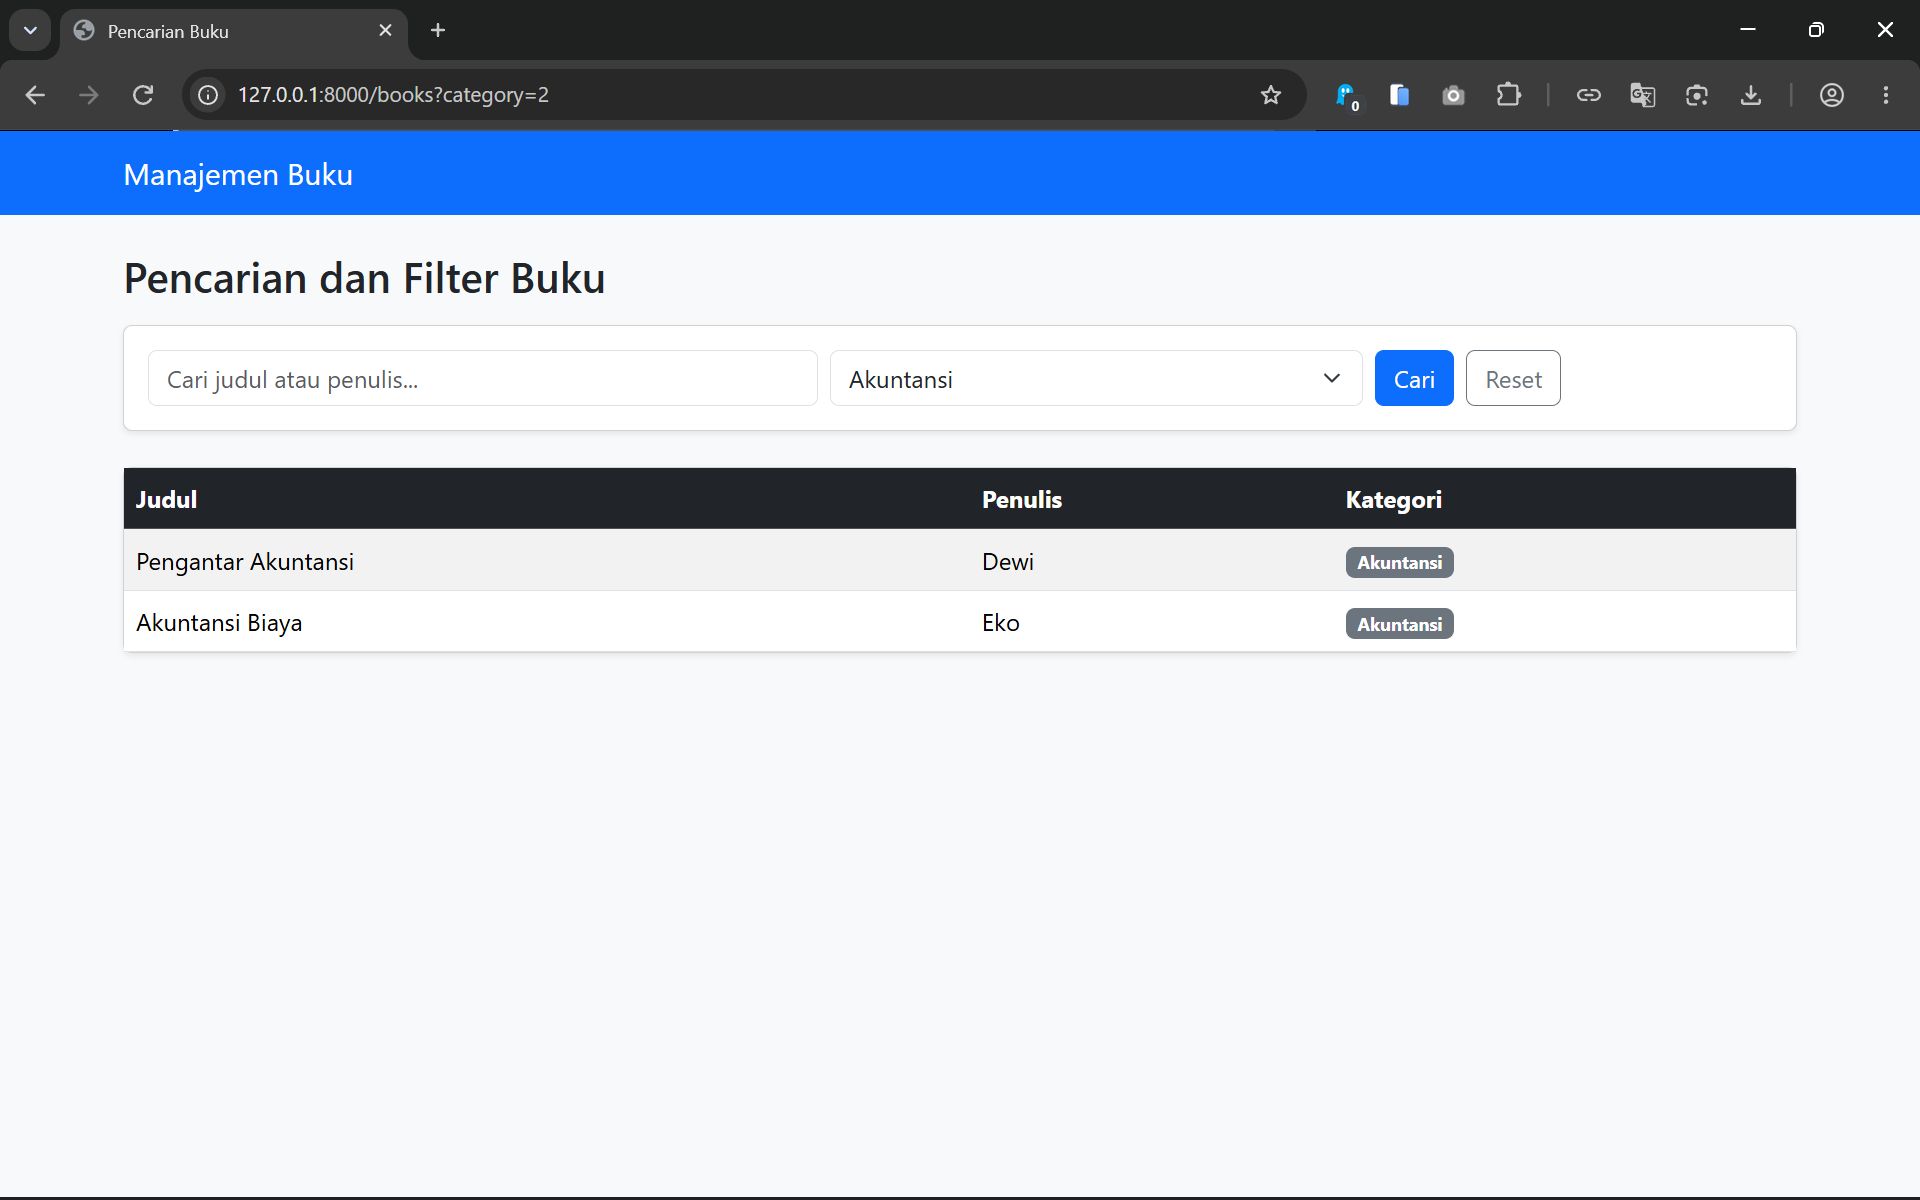 Pencarian Buku
127.0.0.1:8000/books?category=2
0
Manajemen Buku
Pencarian dan Filter Buku
Cari judul atau penulis... Akuntansi Cari Reset
Judul Penulis Kategori
Pengantar Akuntansi Dewi Akuntansi
Akuntansi Biaya Eko Akuntansi